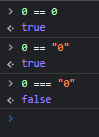 > 0 == 0
< true
> 0 == "0"
< true
> 0 === "0"
< false
>